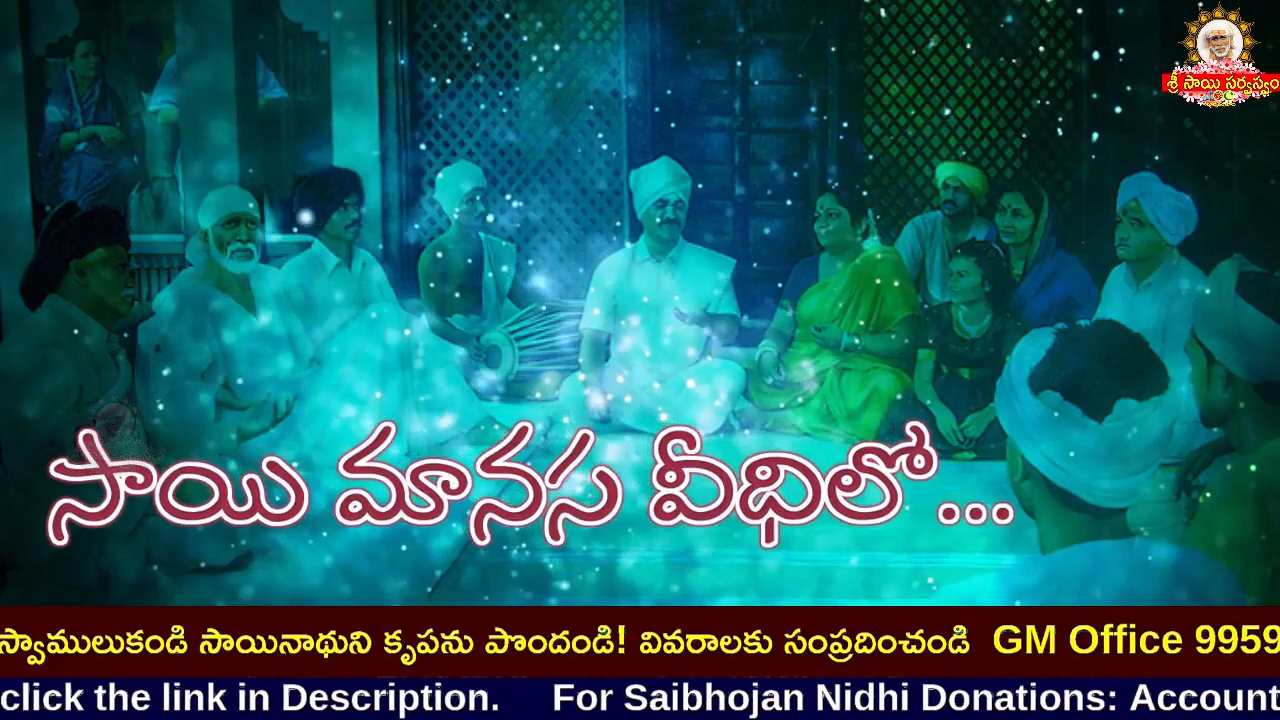 శ్రీ సాయి సర్వస్వం
సాయి మానస వీధిలో...
స్వాములుకండి సాయినాథుని కృపను పొందండి! వివరాలకు సంప్రదించండి GM Office 9959
click the link in Description. For Saibhojan Nidhi Donations: Account